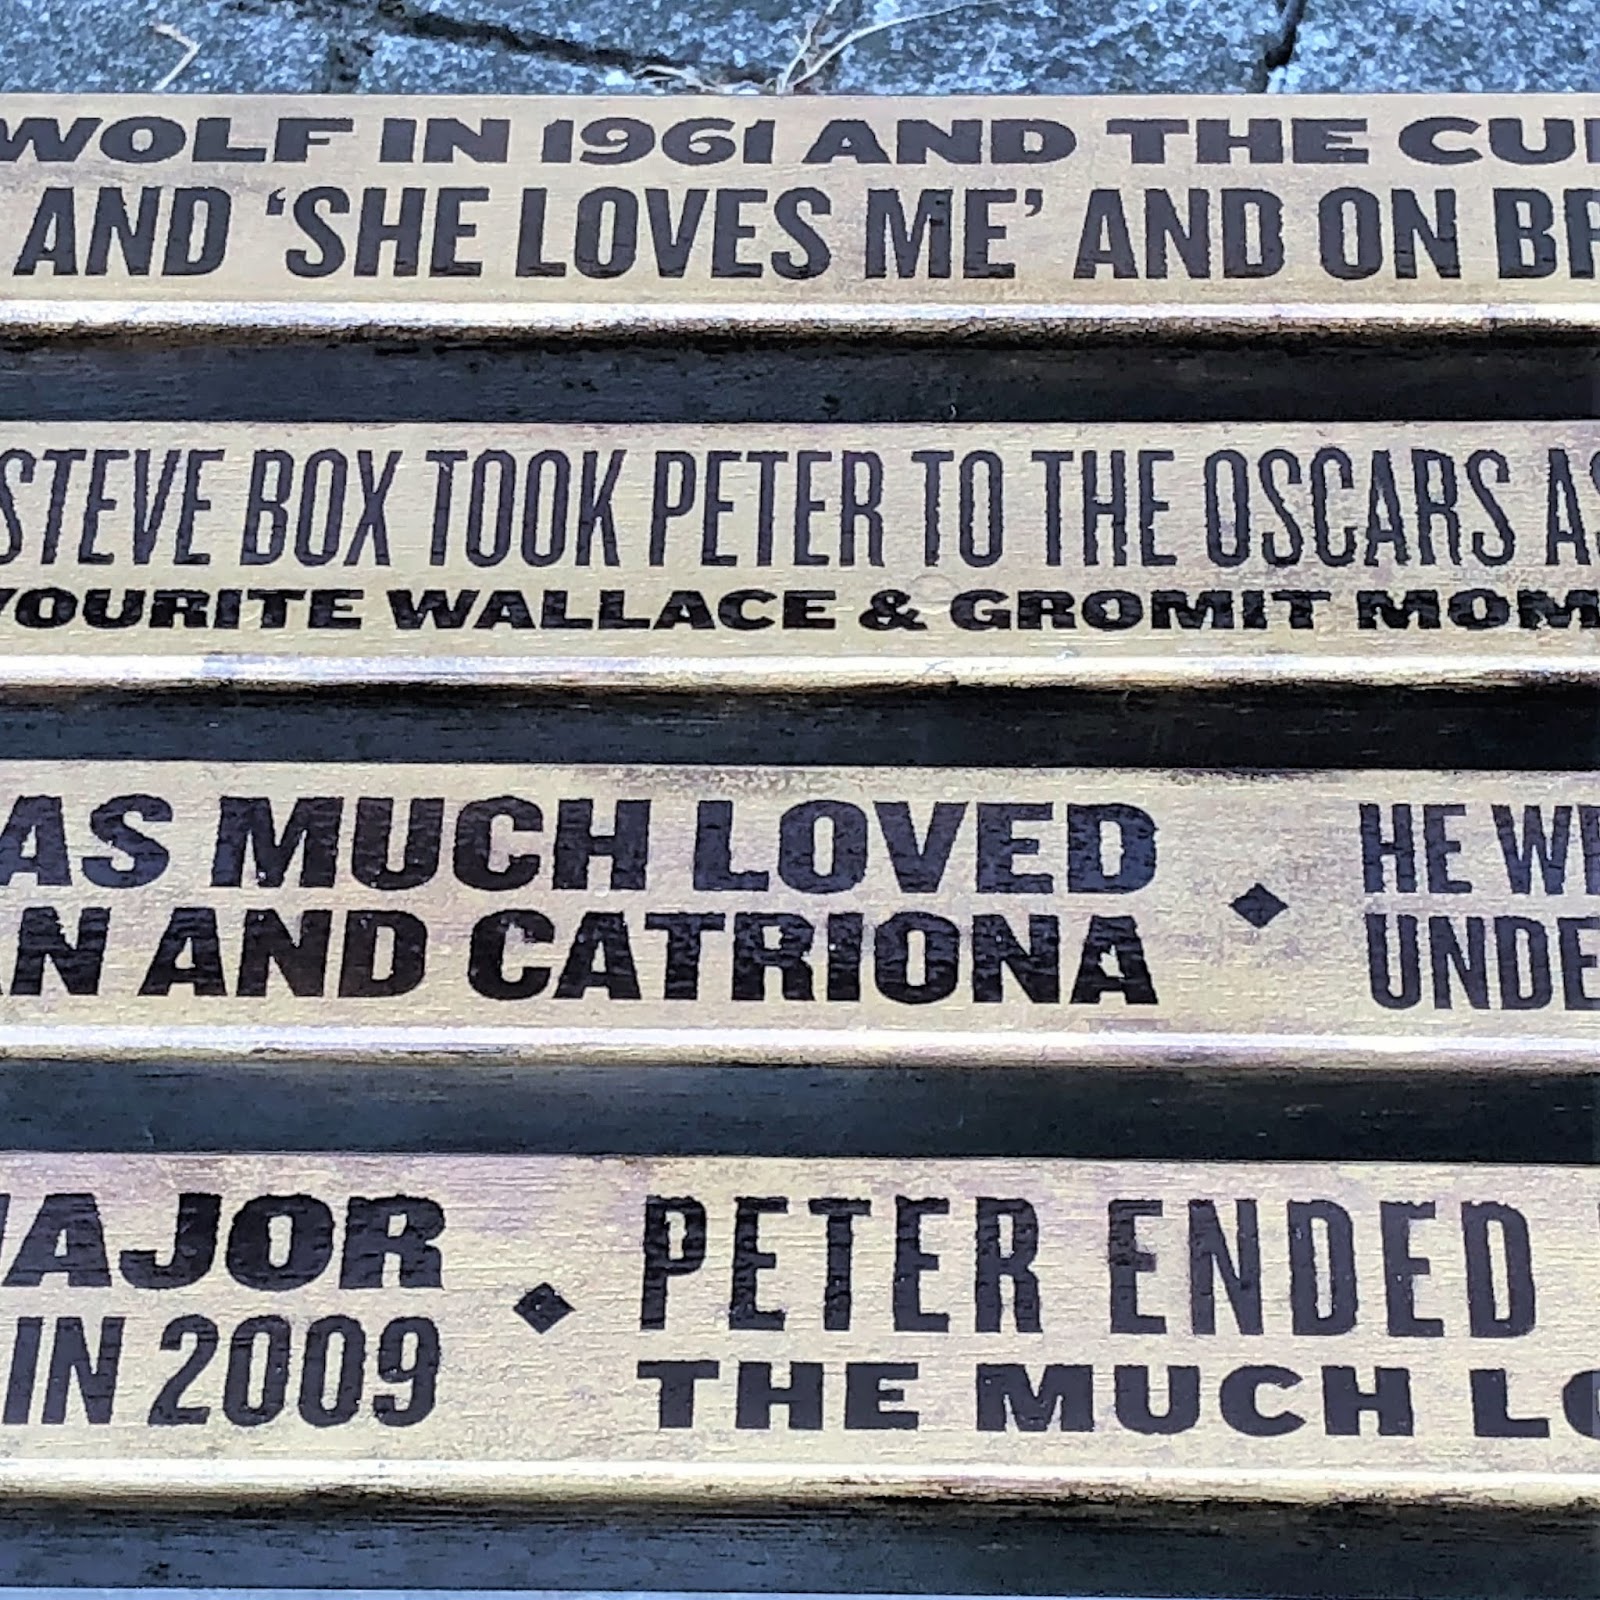 WOLF IN 1961 AND THE
AND ‘SHE LOVES ME’ AND ON
STEVE BOX TOOK PETER TO THE OSCARS
WALLACE & GROMIT
MUCH LOVED
AND CATRIONA
HE
IN 2009
PETER ENDED
THE MUCH